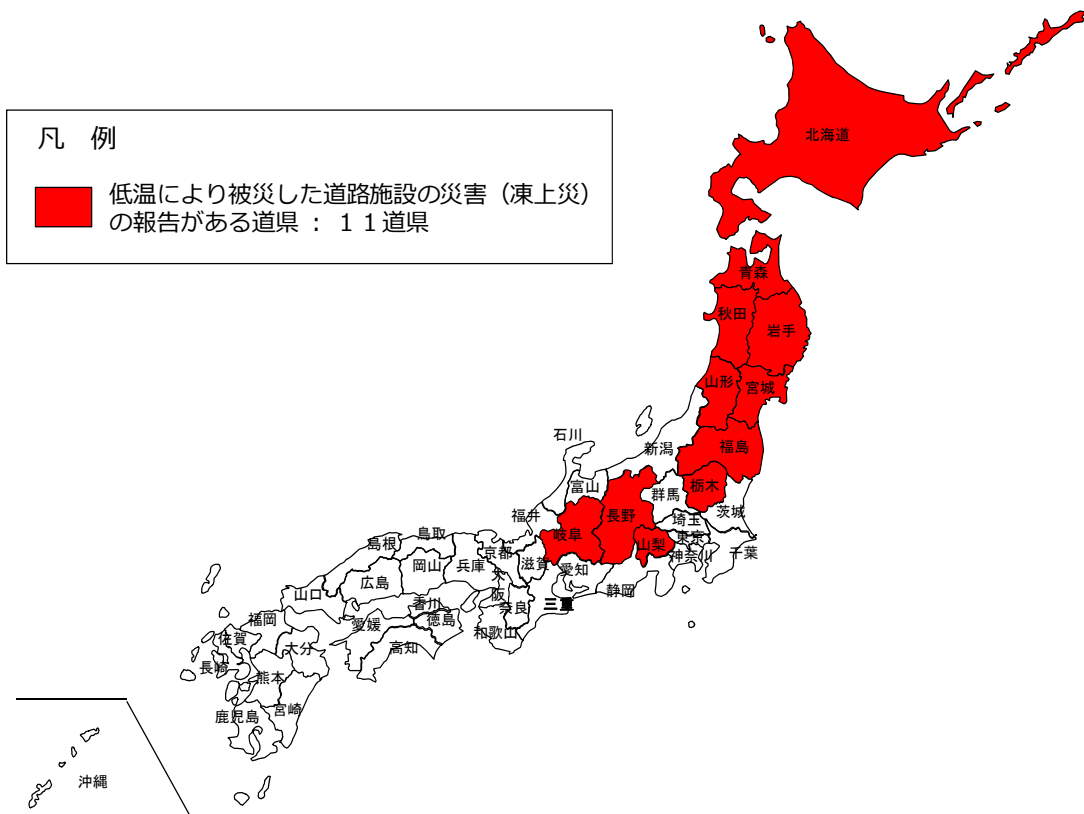 凡　例
低温により被災した道路施設の災害（凍上災）
の報告がある道県 ： １１道県
北海道
青森
秋田
岩手
山形
宮城
石川
新潟
福島
富山
群馬
栃木
茨城
福井
岐阜
長野
埼玉
山梨
東京
神奈川
千葉
鳥取
島根
京都
滋賀
愛知
静岡
岡山
兵庫
大阪
広島
山口
香川
奈良
三重
福岡
愛媛
徳島
和歌山
佐賀
大分
高知
長崎
熊本
宮崎
鹿児島
沖縄